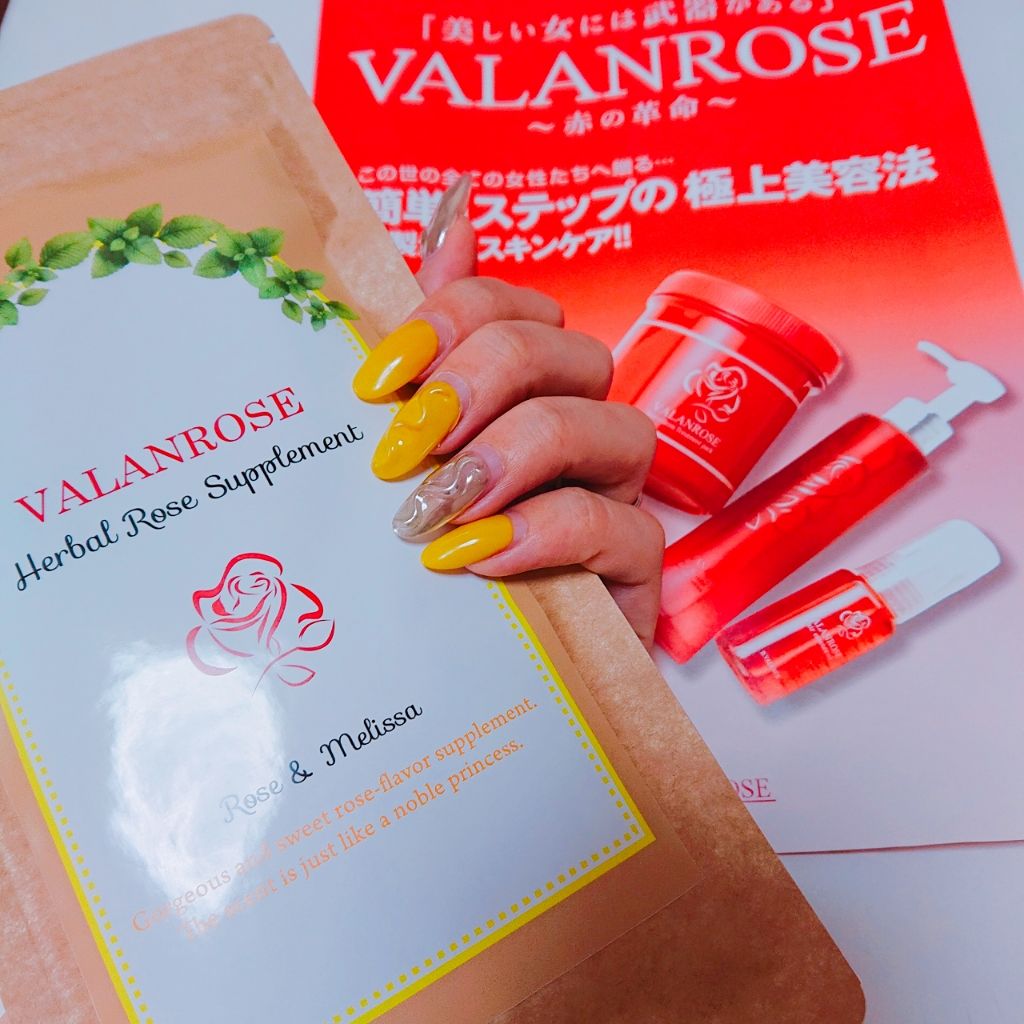 「美しい女には武器がある」
VALANROSE
～赤の革命～
この世の全ての女性たちへ贈る…
簡単 ステップの 極上美容法
スキンケア!!
VALANROSE
VALANROSE
VALANROSE
Herbal Rose Supplement
Rose & Melissa
Gorgeous and sweet rose-flavor supplement.
The scent is just like a noble princess.
OSE